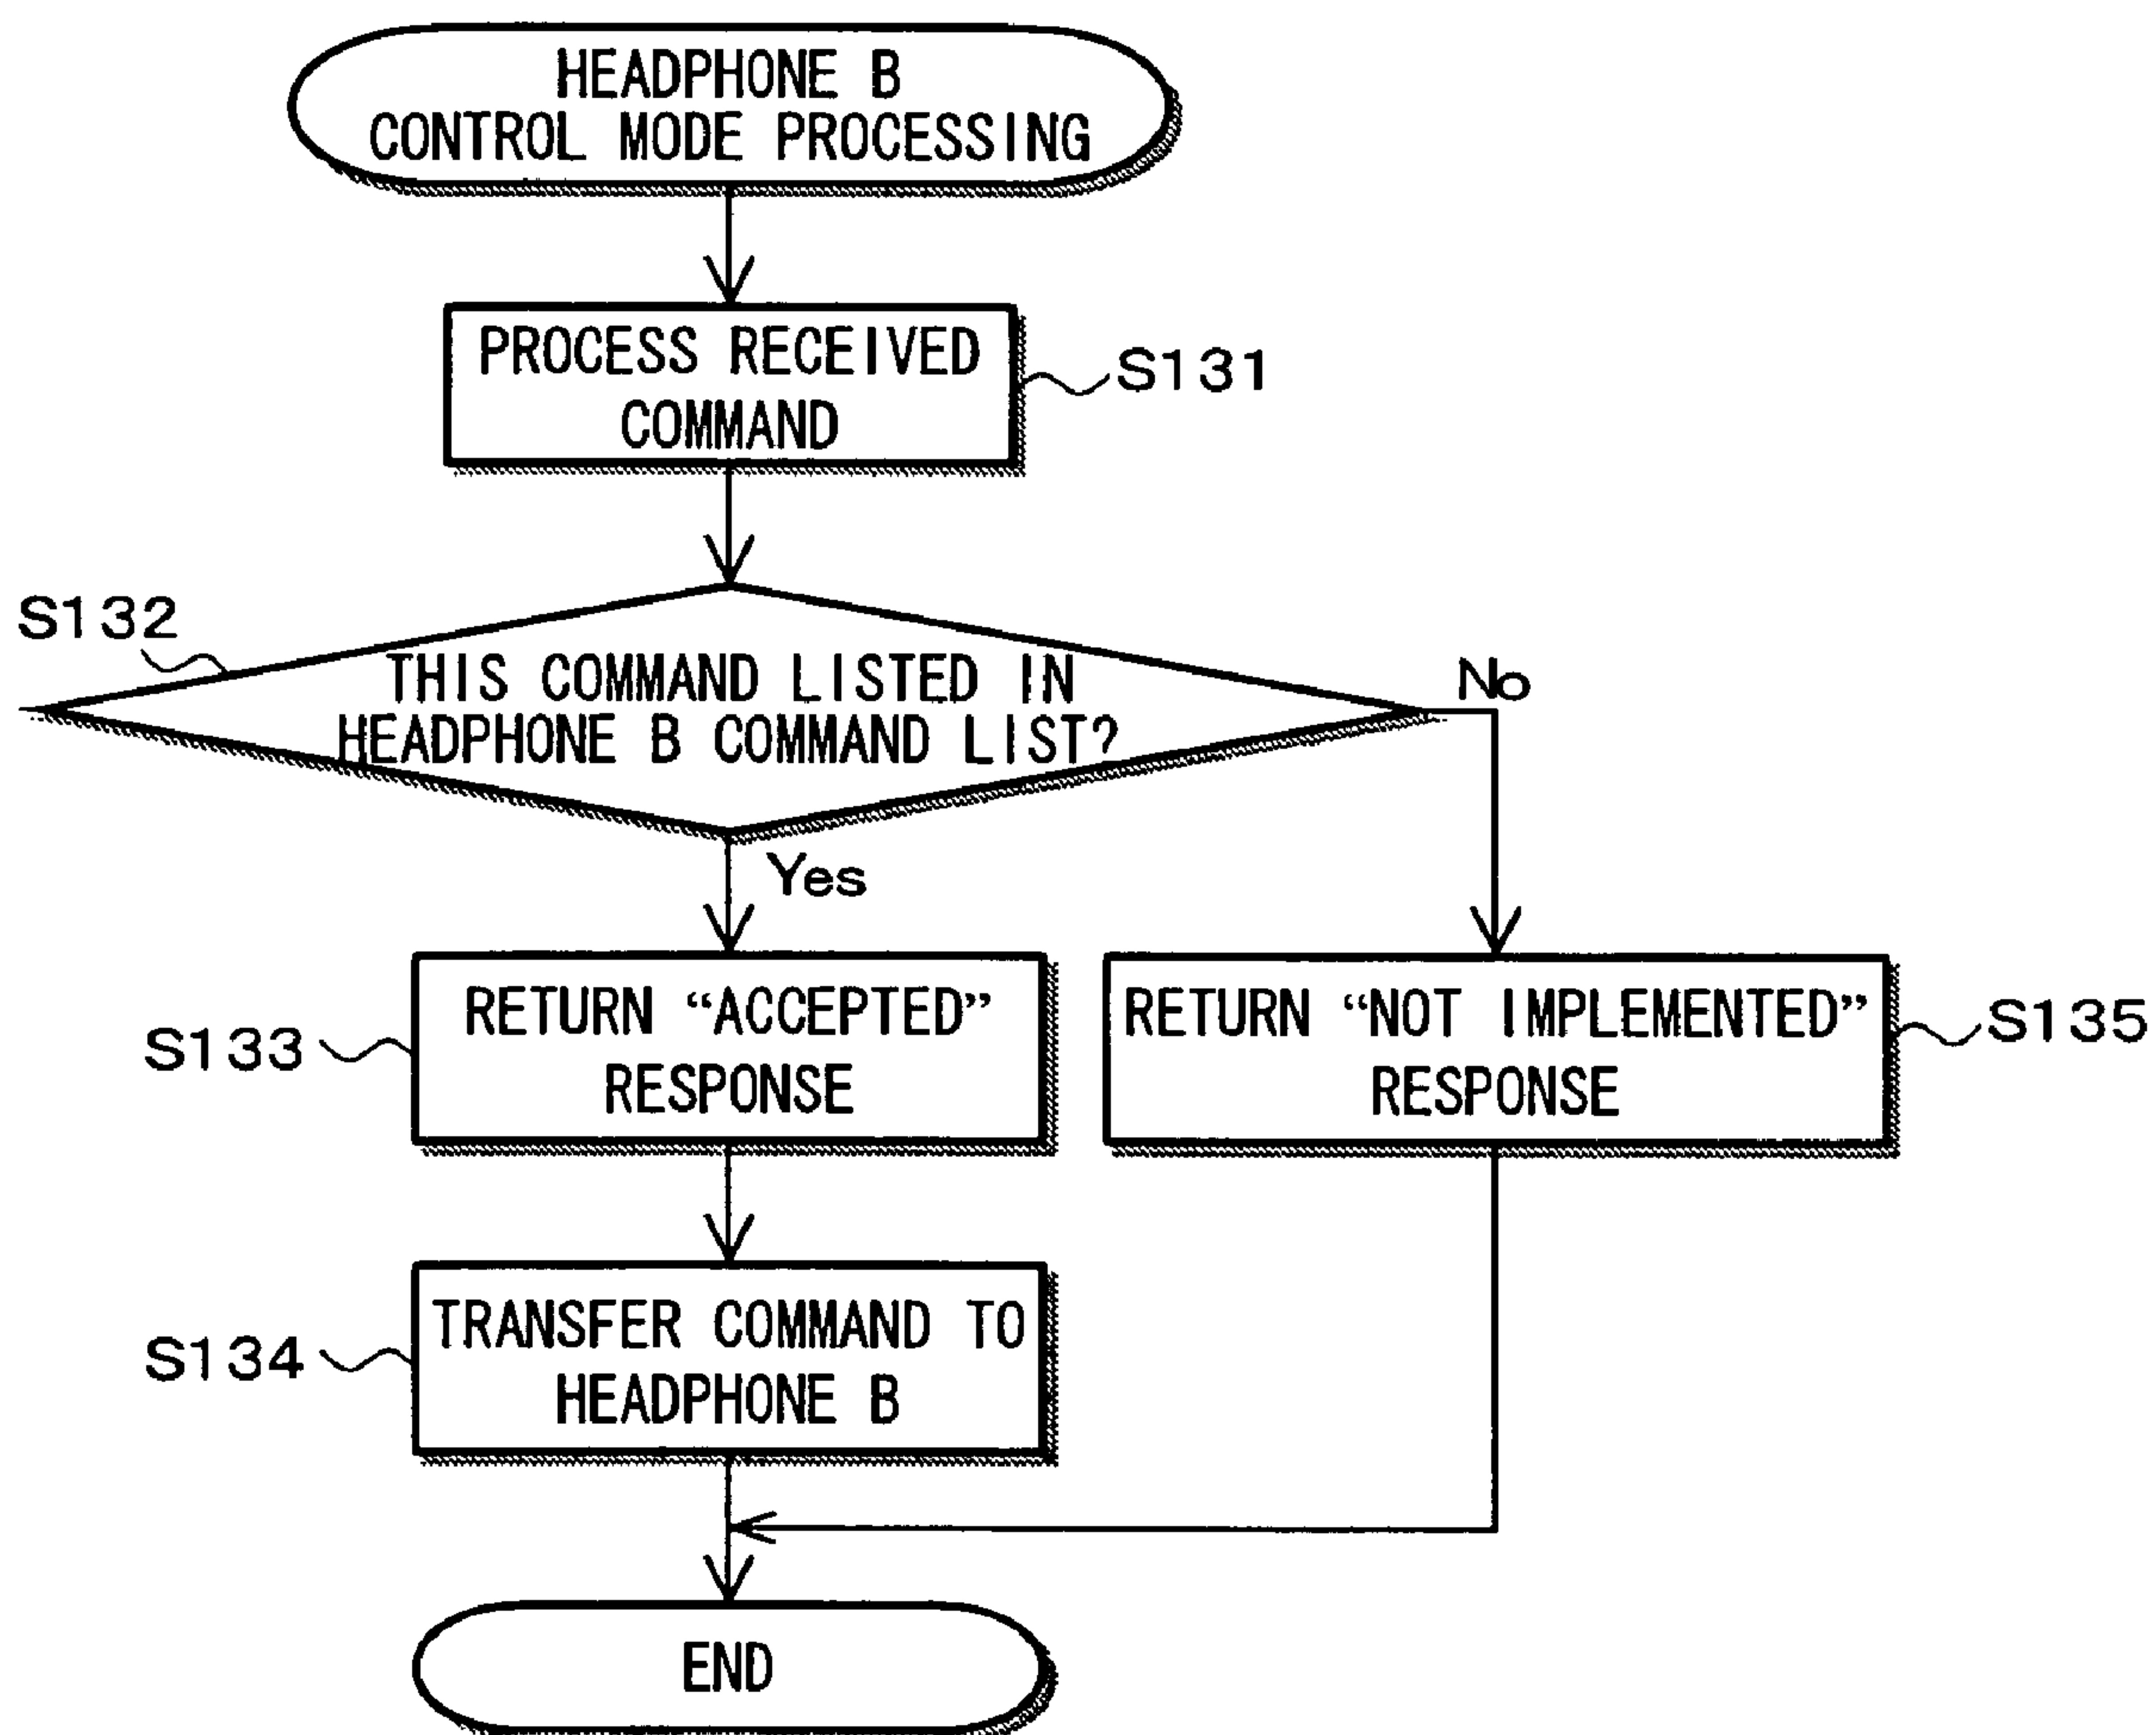 HEADPHONE B
CONTROL MODE PROCESSING
PROCESS RECEIVED
COMMAND
S131
S132
THIS COMMAND LISTED IN
HEADPHONE B COMMAND LIST?
No
Yes
RETURN “ACCEPTED”
RESPONSE
S133
RETURN “NOT IMPLEMENTED”
RESPONSE
S135
TRANSFER COMMAND TO
HEADPHONE B
S134
END